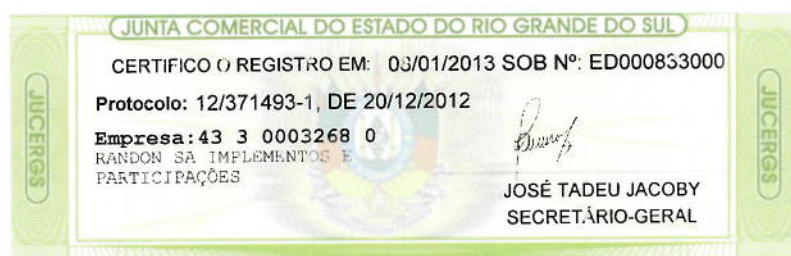 JUNTA COMERCIAL DO ESTADO DO RIO GRANDE DO SUL
CERTIFICO O REGISTRO EM: 03/01/2013 SOB Nº: ED000833000
Protocolo: 12/371493-1, DE 20/12/2012
Empresa:43 3 0003268 0
RANDON SA IMPLEMENTOS E
PARTICIPAÇÕES
JOSÉ TADEU JACOBY
SECRETÁRIO-GERAL
JUCERGS
JUCERGS